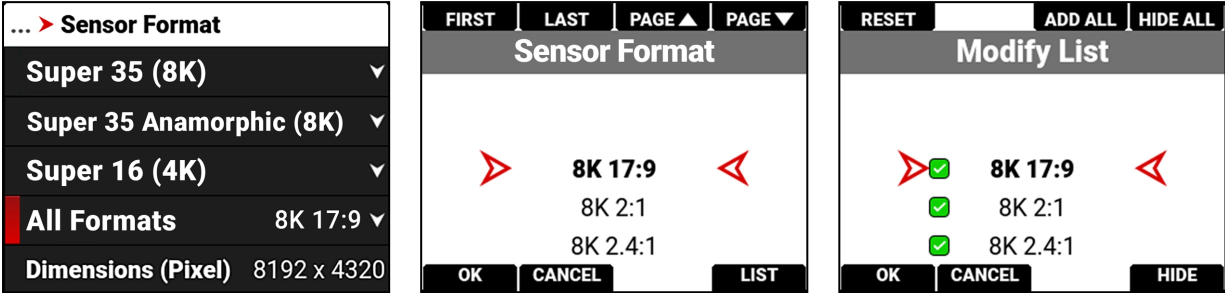 ... Sensor Format
Super 35 (8K)
Super 35 Anamorphic (8K)
Super 16 (4K)
All Formats 8K 17:9
Dimensions (Pixel) 8192 x 4320
FIRST LAST PAGE▲ PAGE▼
Sensor Format
8K 17:9
8K 2:1
8K 2.4:1
OK CANCEL LIST
RESET ADD ALL HIDE ALL
Modify List
8K 17:9
8K 2:1
8K 2.4:1
OK CANCEL HIDE